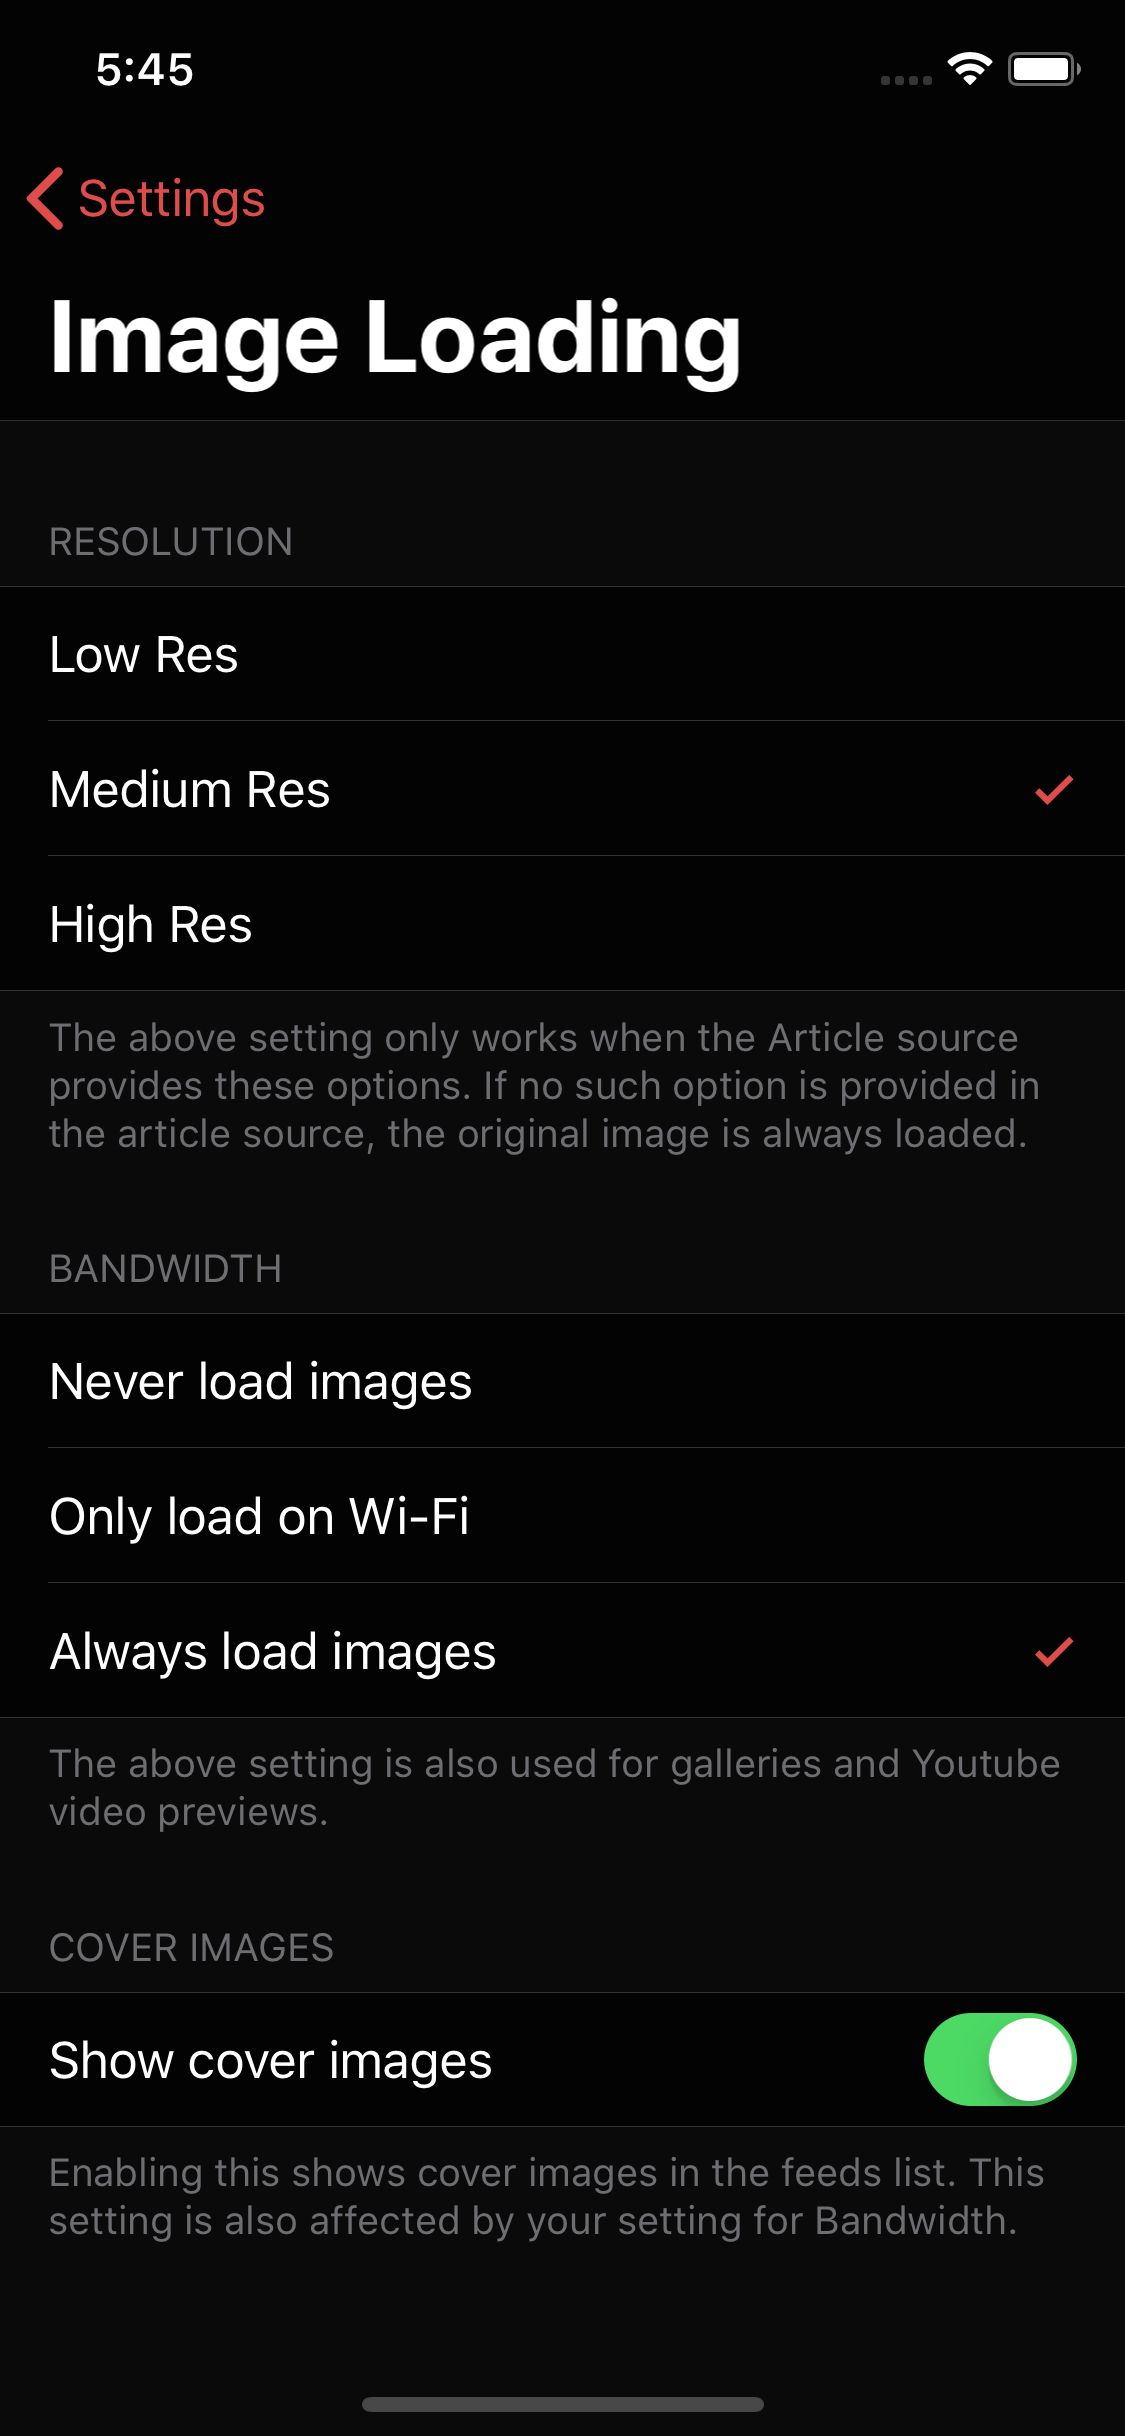 5:45
Settings
Image Loading
RESOLUTION
Low Res
Medium Res
High Res
The above setting only works when the Article source
provides these options. If no such option is provided in
the article source, the original image is always loaded.
BANDWIDTH
Never load images
Only load on Wi-Fi
Always load images
The above setting is also used for galleries and Youtube
video previews.
COVER IMAGES
Show cover images
Enabling this shows cover images in the feeds list. This
setting is also affected by your setting for Bandwidth.